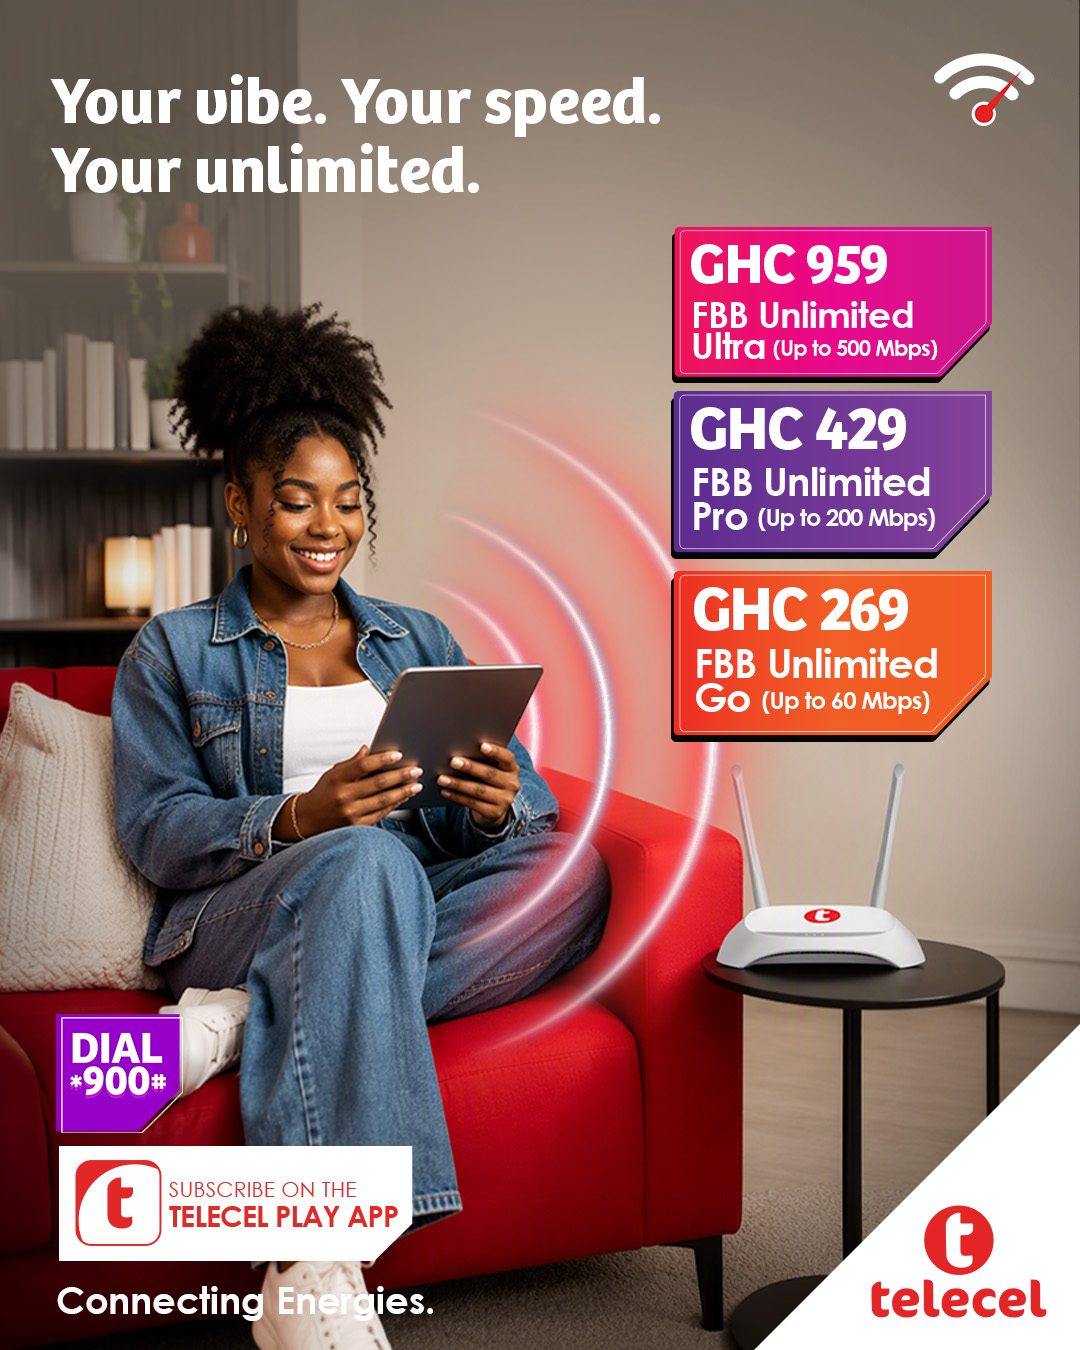 Your vibe. Your speed.
Your unlimited.
GHC 959
FBB Unlimited
Ultra (Up to 500 Mbps)
GHC 429
FBB Unlimited
Pro (Up to 200 Mbps)
GHC 269
FBB Unlimited
Go (Up to 60 Mbps)
t
DIAL
*900#
t
SUBSCRIBE ON THE
TELECEL PLAY APP
Connecting Energies.
t
telecel